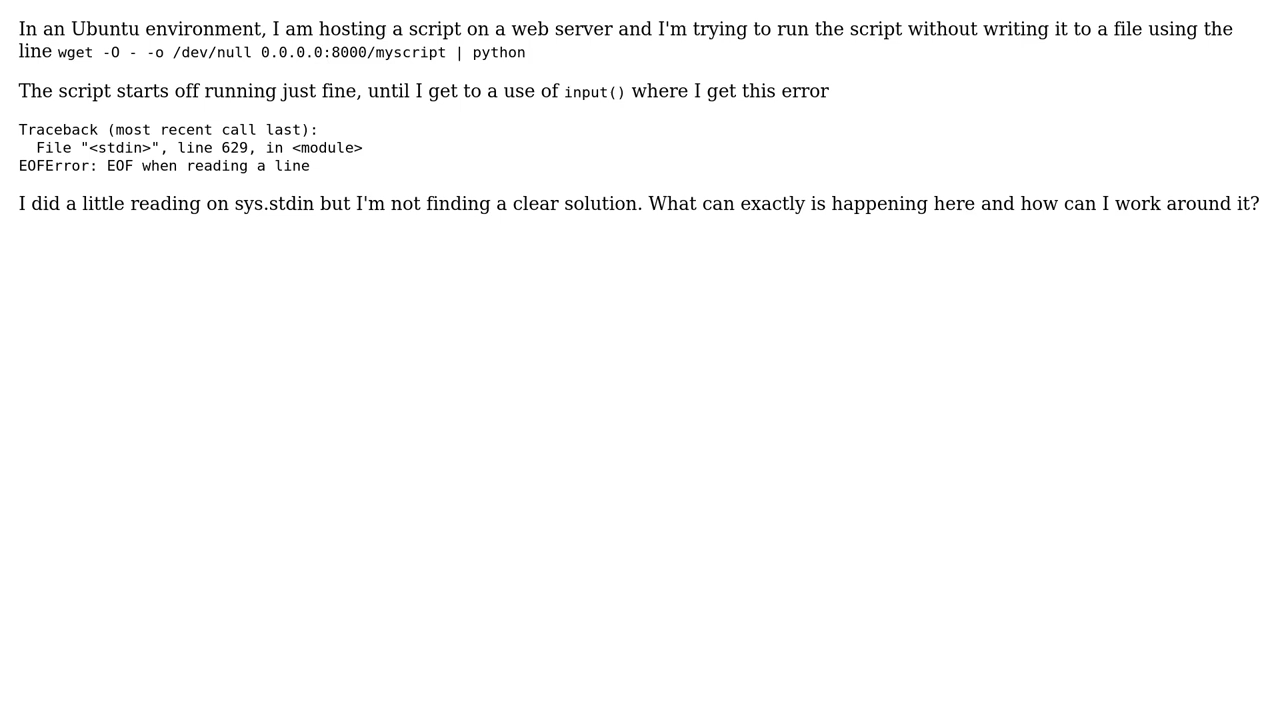 In an Ubuntu environment, I am hosting a script on a web server and I'm trying to run the script without writing it to a file using the
line wget -O - -o /dev/null 0.0.0.0:8000/myscript | python
The script starts off running just fine, until I get to a use of input() where I get this error
Traceback (most recent call last):
  File "<stdin>", line 629, in <module>
EOFError: EOF when reading a line
I did a little reading on sys.stdin but I'm not finding a clear solution. What can exactly is happening here and how can I work around it?